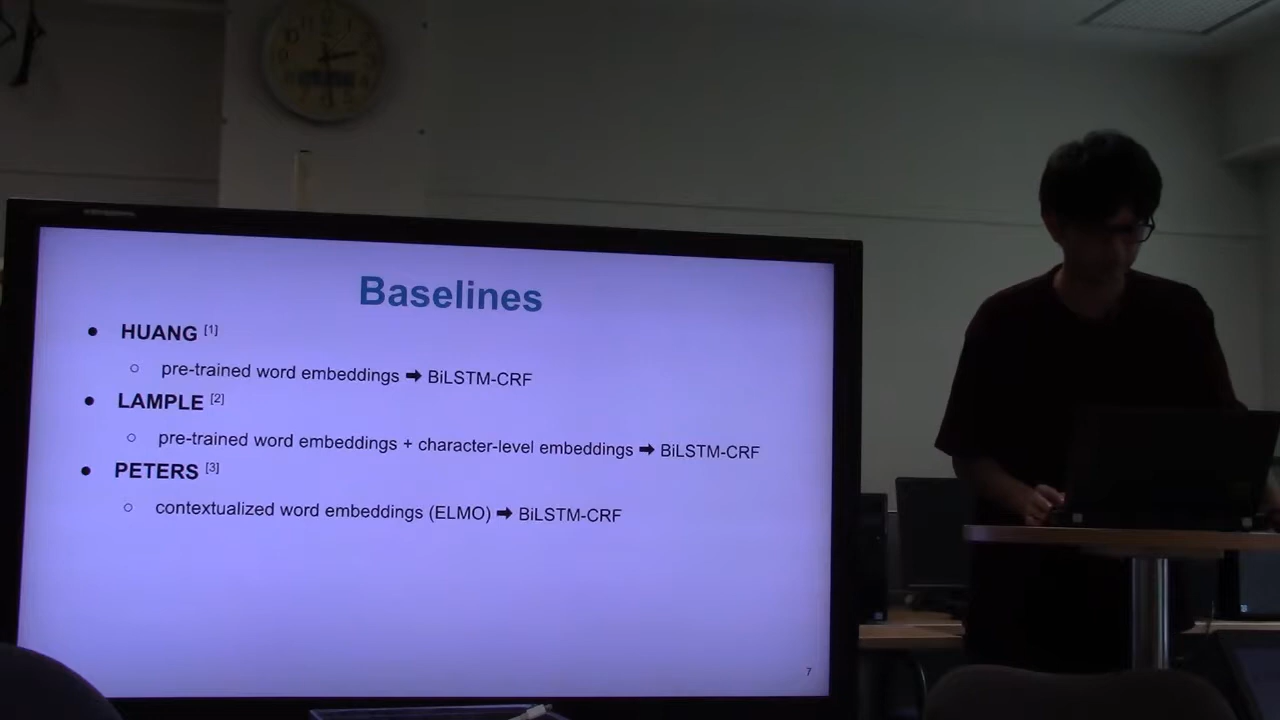 Baselines
● HUANG [1]
○ pre-trained word embeddings ➡ BiLSTM-CRF
● LAMPLE [2]
○ pre-trained word embeddings + character-level embeddings ➡ BiLSTM-CRF
● PETERS [3]
○ contextualized word embeddings (ELMO) ➡ BiLSTM-CRF
7